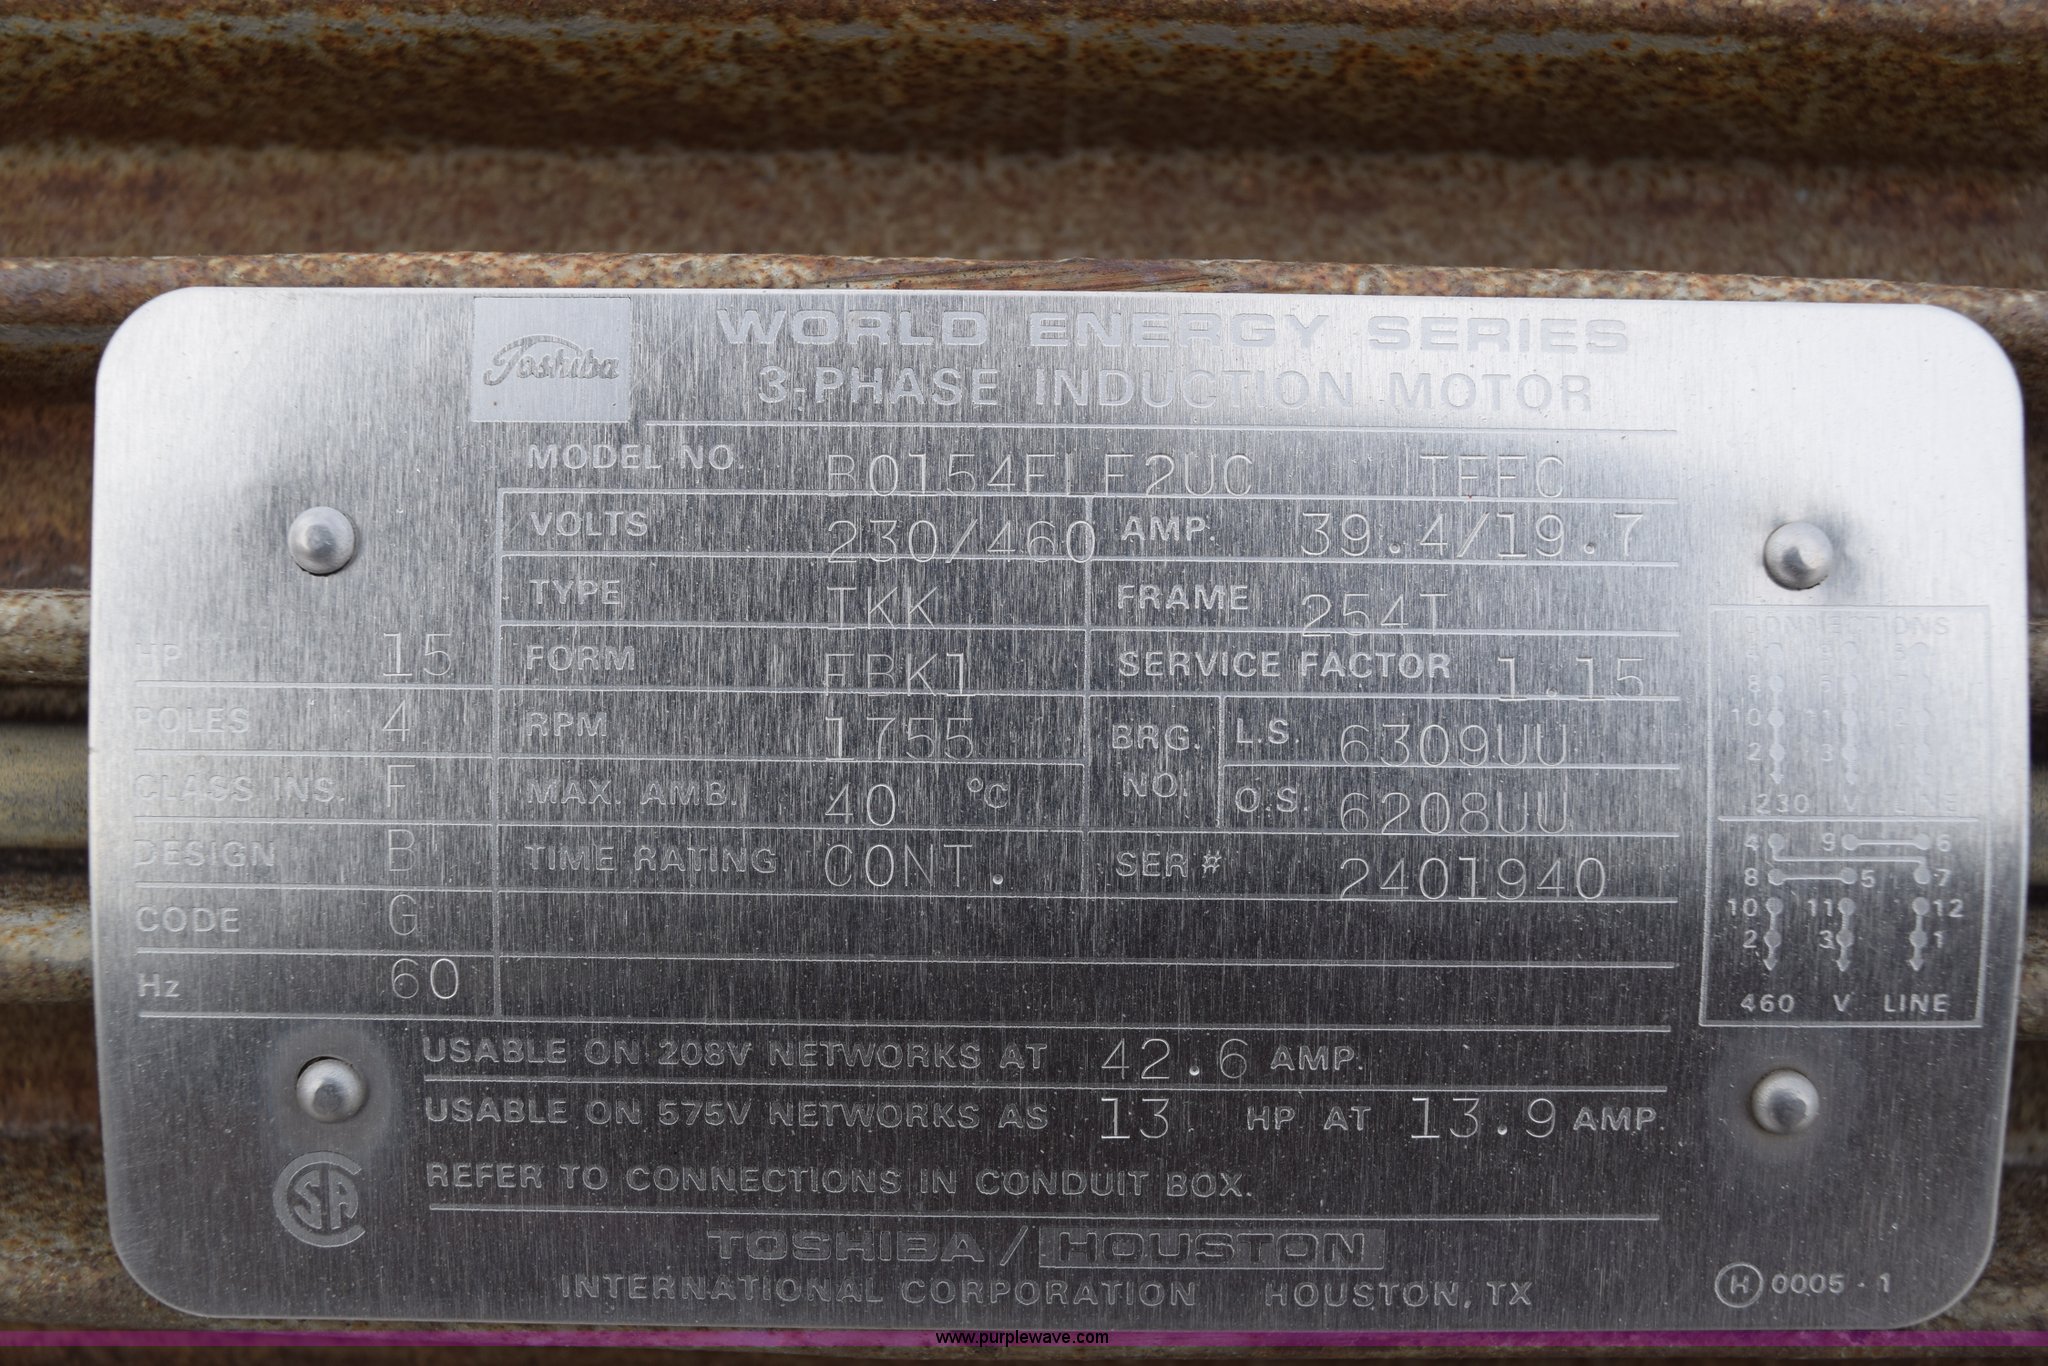 Toshiba
WORLD ENERGY SERIES
3-PHASE INDUCTION MOTOR
MODEL NO. B0154FLF2UC TEFC
VOLTS 230/460 AMP. 39.4/19.7
TYPE TKK FRAME 254T
HP 15 FORM FBK1 SERVICE FACTOR 1.15
POLES 4 RPM 1755 BRG. NO. L.S. 6309UU
CLASS INS. F MAX. AMB. 40 °C O.S. 6208UU
DESIGN B TIME RATING CONT. SER# 2401940
CODE G
Hz 60
CONNECTIONS
10 11
2 3
230 V LINE
4 9 6
8 5 7
10 11 12
2 3 1
460 V LINE
USABLE ON 208V NETWORKS AT 42.6 AMP.
USABLE ON 575V NETWORKS AS 13 HP AT 13.9 AMP.
REFER TO CONNECTIONS IN CONDUIT BOX.
SA
TOSHIBA/HOUSTON
INTERNATIONAL CORPORATION HOUSTON, TX
H 0005-1
www.purplewave.com